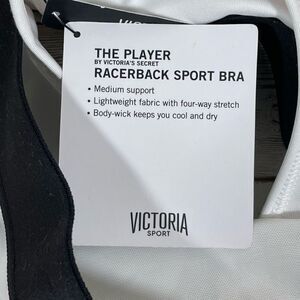 VICTORIA
THE PLAYER
BY VICTORIA'S SECRET
RACERBACK SPORT BRA
• Medium support
• Lightweight fabric with four-way stretch
• Body-wick keeps you cool and dry
VICTORIA
SPORT